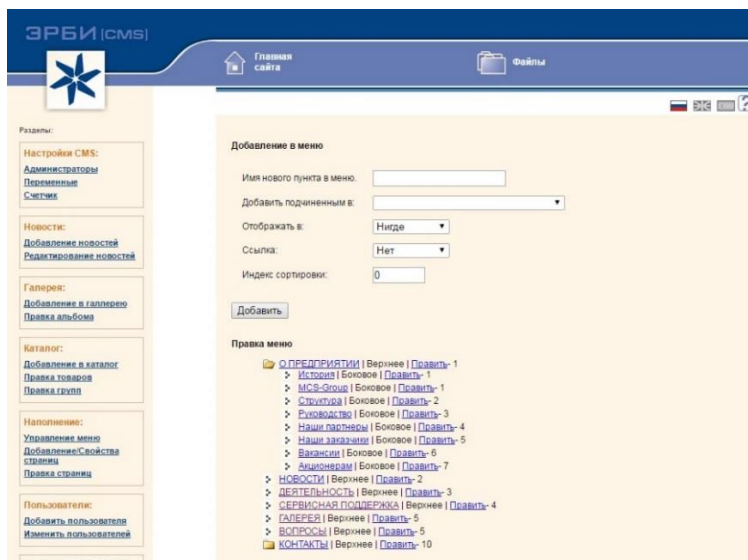 ЭРБИ |CMS|
Главная
сайта
Файлы
Разделы:
Настройки CMS:
Администраторы
Переменные
Счетчик
Новости:
Добавление новостей
Редактирование новостей
Галерея:
Добавление в галлерею
Правка альбома
Каталог:
Добавление в каталог
Правка товаров
Правка групп
Наполнение:
Управление меню
Добавление/Свойства
страниц
Правка страниц
Пользователи:
Добавить пользователя
Изменить пользователей
Добавление в меню
Имя нового пункта в меню.
Добавить подчиненным в:
Отображать в: Нигде
Ссылка: Нет
Индекс сортировки: 0
Добавить
Правка меню
О ПРЕДПРИЯТИИ | Верхнее | Править- 1
История | Боковое | Править- 1
MCS-Group | Боковое | Править- 1
Структура | Боковое | Править- 2
Руководство | Боковое | Править- 3
Наши партнеры | Боковое | Править- 4
Наши заказчики | Боковое | Править- 5
Вакансии | Боковое | Править- 6
Акционерам | Боковое | Править- 7
НОВОСТИ | Верхнее | Править- 2
ДЕЯТЕЛЬНОСТЬ | Верхнее | Править- 3
СЕРВИСНАЯ ПОДДЕРЖКА | Верхнее | Править- 4
ГАЛЕРЕЯ | Верхнее | Править- 5
ВОПРОСЫ | Верхнее | Править- 5
КОНТАКТЫ | Верхнее | Править- 10